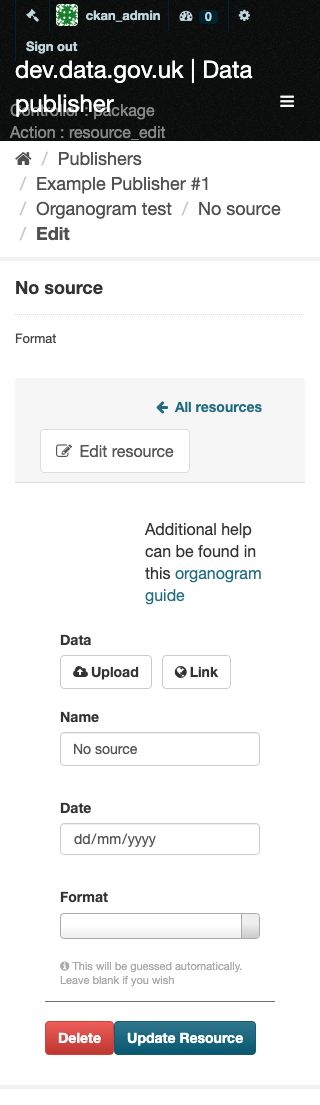 ckan_admin 0
Sign out
dev.data.gov.uk | Data
publisher
Controller : package
Action : resource_edit
/ Publishers
/ Example Publisher #1
/ Organogram test / No source
/ Edit
No source
Format
All resources
Edit resource
Additional help
can be found in
this organogram
guide
Data
Upload Link
Name
No source
Date
dd/mm/yyyy
Format
This will be guessed automatically.
Leave blank if you wish
Delete Update Resource